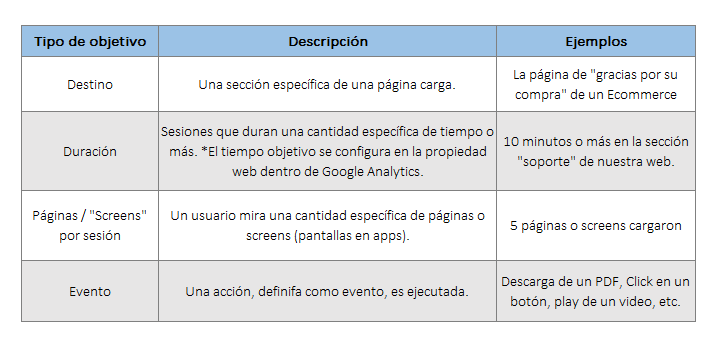 Tipo de objetivo
Descripción
Ejemplos
Destino
Una sección específica de una página carga.
La página de "gracias por su
compra" de un Ecommerce
Duración
Sesiones que duran una cantidad específica de tiempo o
más. *El tiempo objetivo se configura en la propiedad
web dentro de Google Analytics.
10 minutos o más en la sección
"soporte" de nuestra web.
Páginas / "Screens"
por sesión
Un usuario mira una cantidad específica de páginas o
screens (pantallas en apps).
5 páginas o screens cargaron
Evento
Una acción, definifa como evento, es ejecutada.
Descarga de un PDF, Click en un
botón, play de un video, etc.